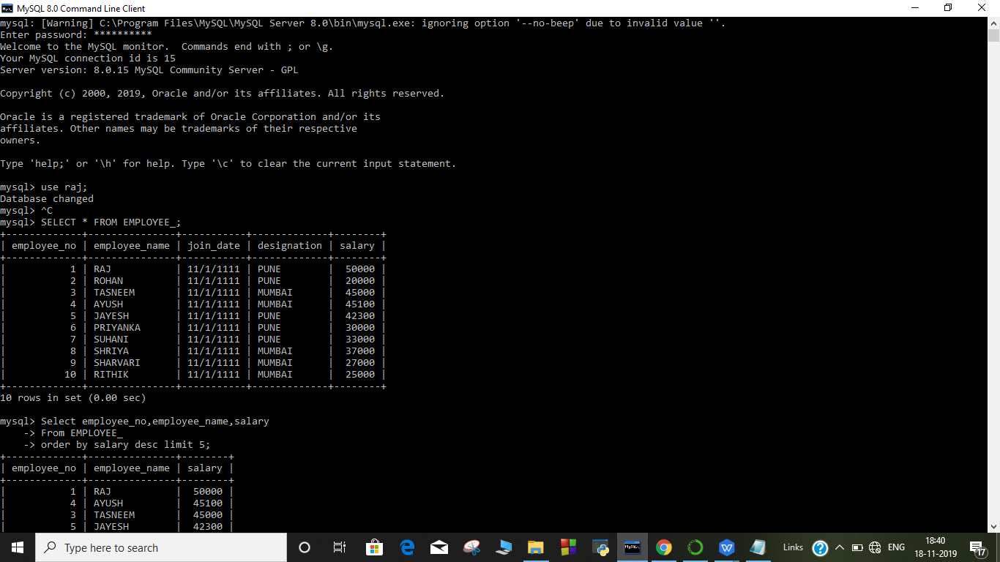 MySQL 8.0 Command Line Client
mysql: [Warning] C:\Program Files\MySQL\MySQL Server 8.0\bin\mysql.exe: ignoring option '--no-beep' due to invalid value ''.
Enter password: **********
Welcome to the MySQL monitor.  Commands end with ; or \g.
Your MySQL connection id is 15
Server version: 8.0.15 MySQL Community Server - GPL
Copyright (c) 2000, 2019, Oracle and/or its affiliates. All rights reserved.
Oracle is a registered trademark of Oracle Corporation and/or its
affiliates. Other names may be trademarks of their respective
owners.
Type 'help;' or '\h' for help. Type '\c' to clear the current input statement.
mysql> use raj;
Database changed
mysql> ^C
mysql> SELECT * FROM EMPLOYEE_;
+-------------+---------------+-----------+-------------+--------+
| employee_no | employee_name | join_date | designation | salary |
+-------------+---------------+-----------+-------------+--------+
|           1 | RAJ           | 11/1/1111 | PUNE        |  50000 |
|           2 | ROHAN         | 11/1/1111 | PUNE        |  20000 |
|           3 | TASNEEM       | 11/1/1111 | MUMBAI      |  45000 |
|           4 | AYUSH         | 11/1/1111 | MUMBAI      |  45100 |
|           5 | JAYESH        | 11/1/1111 | PUNE        |  42300 |
|           6 | PRIYANKA      | 11/1/1111 | PUNE        |  30000 |
|           7 | SUHANI        | 11/1/1111 | PUNE        |  33000 |
|           8 | SHRIYA        | 11/1/1111 | MUMBAI      |  37000 |
|           9 | SHARVARI      | 11/1/1111 | MUMBAI      |  27000 |
|          10 | RITHIK        | 11/1/1111 | MUMBAI      |  25000 |
+-------------+---------------+-----------+-------------+--------+
10 rows in set (0.00 sec)
mysql> Select employee_no,employee_name,salary
    -> From EMPLOYEE_
    -> order by salary desc limit 5;
+-------------+---------------+--------+
| employee_no | employee_name | salary |
+-------------+---------------+--------+
|           1 | RAJ           |  50000 |
|           4 | AYUSH         |  45100 |
|           3 | TASNEEM       |  45000 |
|           5 | JAYESH        |  42300 |
Type here to search
MySQL
Links
ENG
18:40
18-11-2019
17